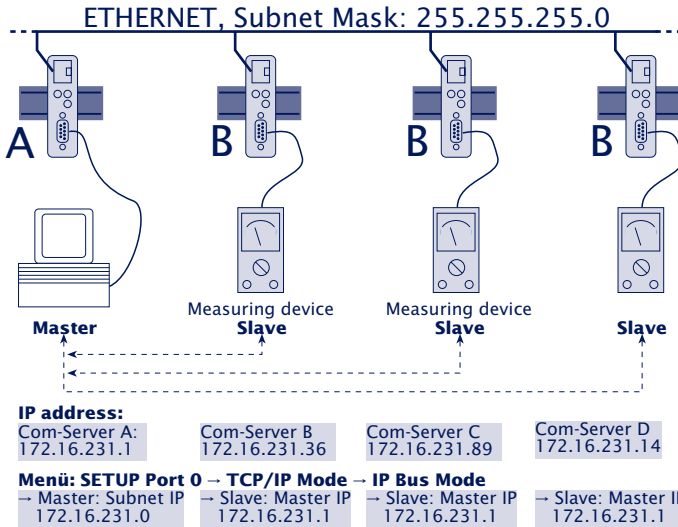 ETHERNET, Subnet Mask: 255.255.255.0
A
B
B
B
Measuring device
Measuring device
Master
Slave
Slave
Slave
IP address:
Com-Server A:
172.16.231.1
Com-Server B
172.16.231.36
Com-Server C
172.16.231.89
Com-Server D
172.16.231.14
Menü: SETUP Port 0 → TCP/IP Mode → IP Bus Mode
→ Master: Subnet IP
172.16.231.0
→ Slave: Master IP
172.16.231.1
→ Slave: Master IP
172.16.231.1
→ Slave: Master IP
172.16.231.1